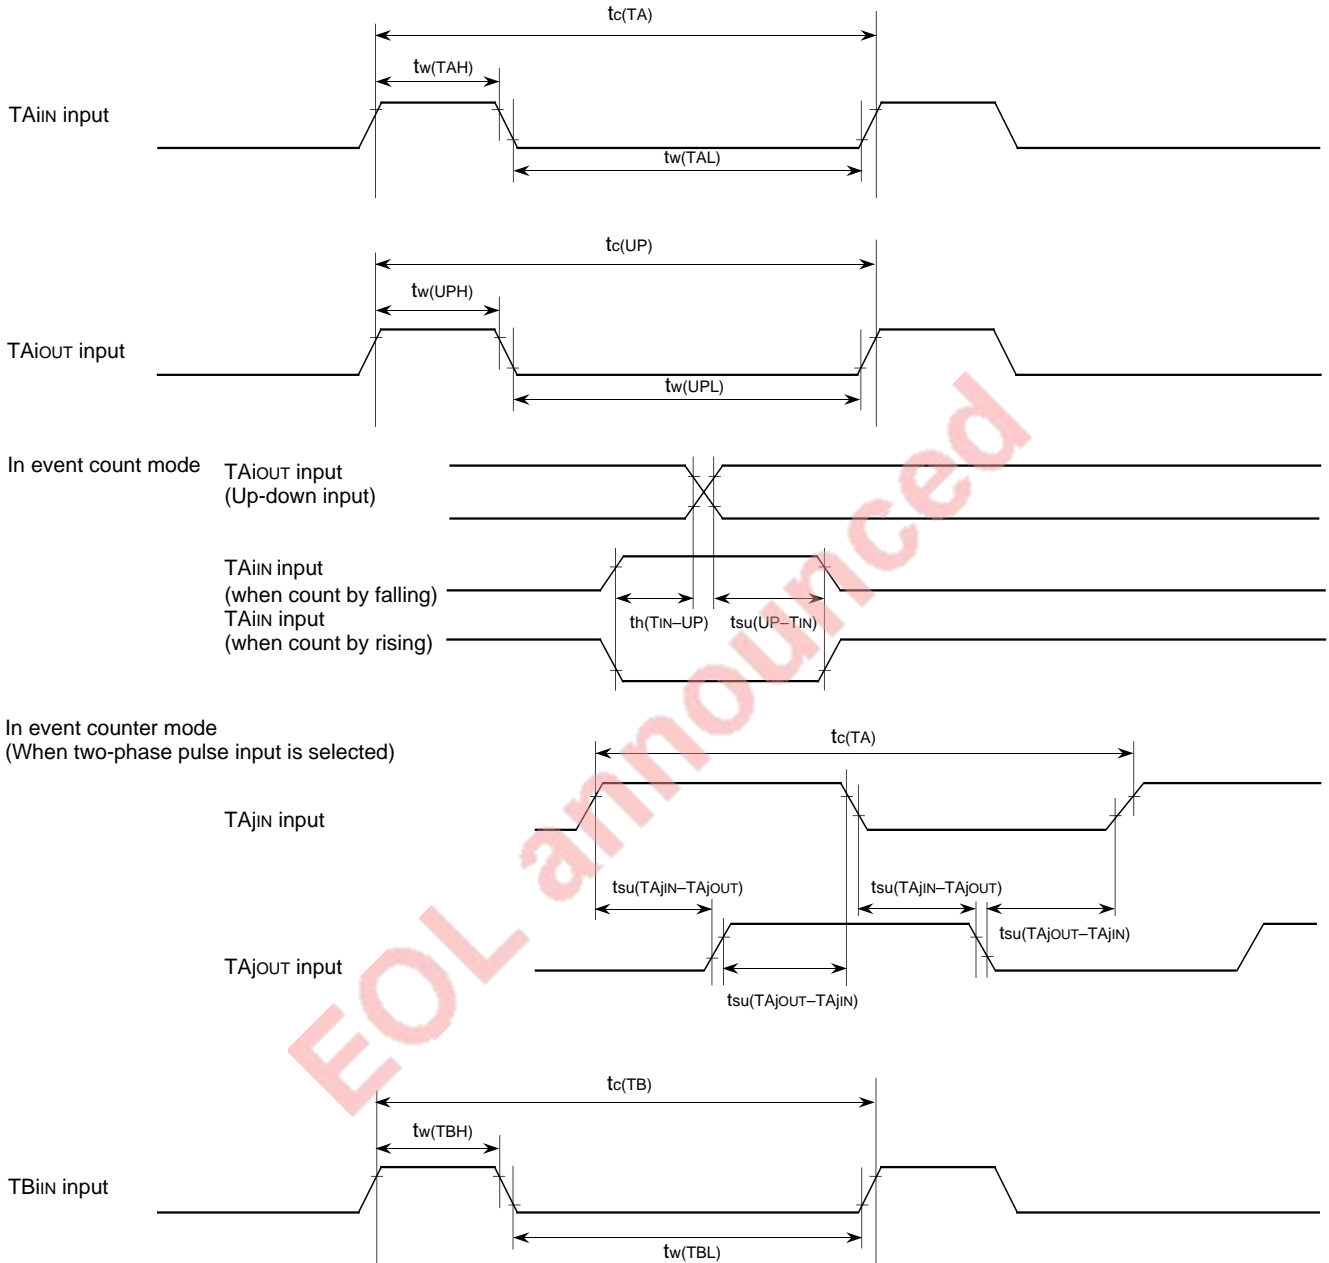 tc(TA)
tw(TAH)
TAiIN input
tw(TAL)
tc(UP)
tw(UPH)
TAiOUT input
tw(UPL)
In event count mode
TAiOUT input
(Up-down input)
TAiIN input
(when count by falling)
TAiIN input
(when count by rising)
th(TIN–UP)
tsu(UP–TIN)
In event counter mode
(When two-phase pulse input is selected)
tc(TA)
TAjIN input
tsu(TAjIN–TAjOUT)
tsu(TAjIN–TAjOUT)
tsu(TAjOUT–TAjIN)
TAjOUT input
tsu(TAjOUT–TAjIN)
tc(TB)
tw(TBH)
TBiIN input
tw(TBL)
EOL announced